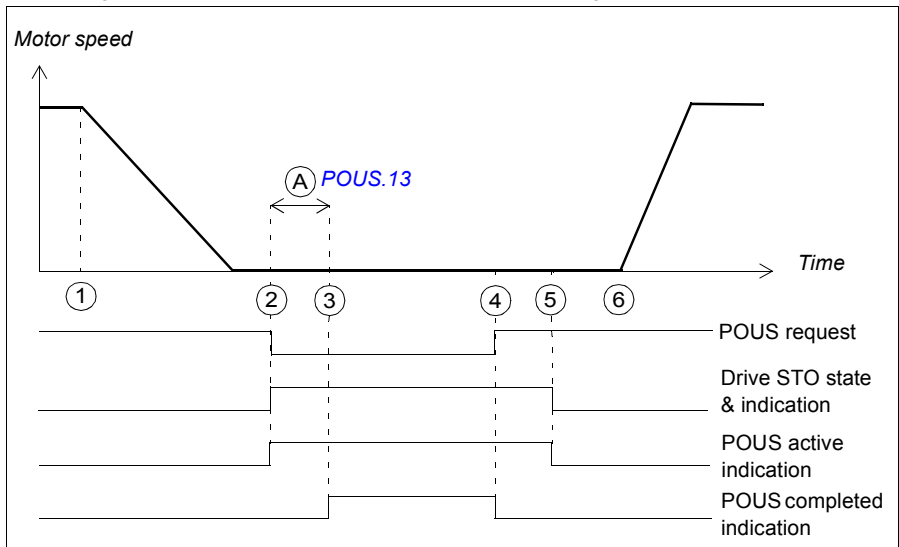 Motor speed
A POUS.13
Time
1 2 3 4 5 6
POUS request
Drive STO state
& indication
POUS active
indication
POUS completed
indication